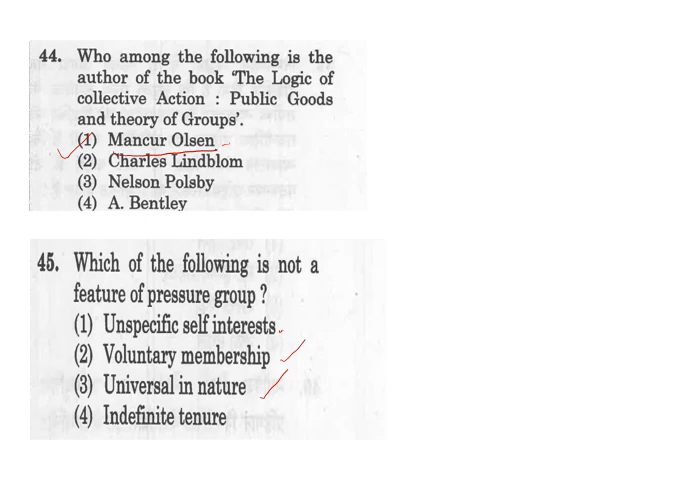 44. Who among the following is the
author of the book 'The Logic of
collective Action : Public Goods
and theory of Groups'.
(1) Mancur Olsen
(2) Charles Lindblom
(3) Nelson Polsby
(4) A. Bentley
45. Which of the following is not a
feature of pressure group ?
(1) Unspecific self interests
(2) Voluntary membership
(3) Universal in nature
(4) Indefinite tenure